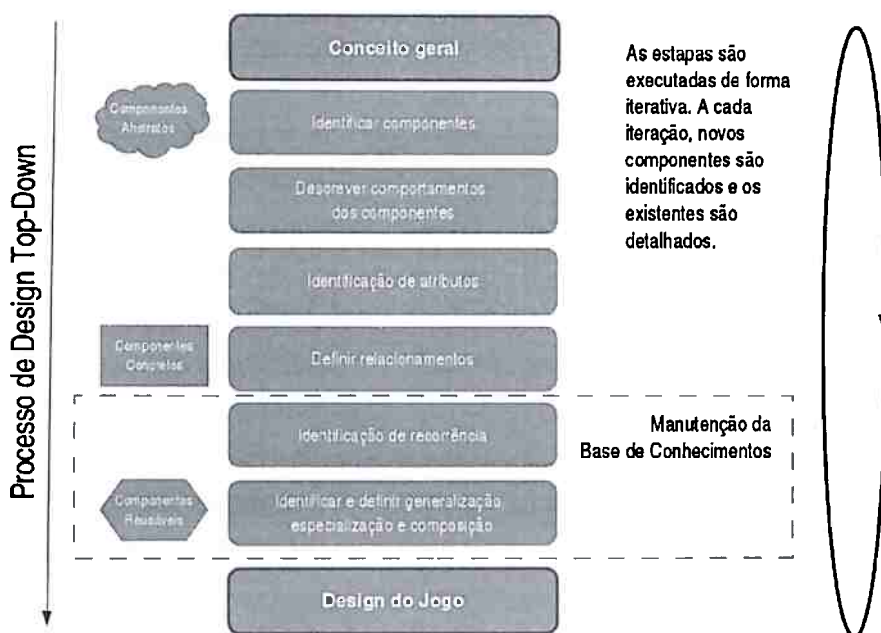 Processo de Design Top-Down
Conceito geral
As estapas são
executadas de forma
iterativa. A cada
iteração, novos
componentes são
identificados e os
existentes são
detalhados.
Componentes
Abstratos
Identificar componentes
Descrever comportamentos
dos componentes
Identificação de atributos
Componentes
Concretos
Definir relacionamentos
Identificação de recorrência
Manutenção da
Base de Conhecimentos
Componentes
Reusáveis
Identificar e definir generalização,
especialização e composição
Design do Jogo